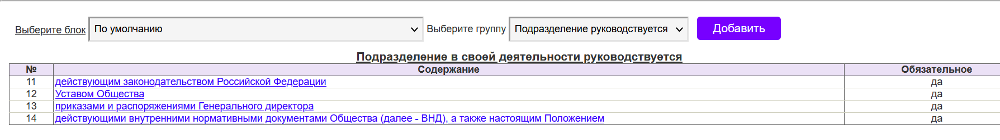 Выберите блок По умолчанию Выберите группу Подразделение руководствуется Добавить
Подразделение в своей деятельности руководствуется
№ Содержание Обязательное
11 действующим законодательством Российской Федерации да
12 Уставом Общества да
13 приказами и распоряжениями Генерального директора да
14 действующими внутренними нормативными документами Общества (далее - ВНД), а также настоящим Положением да